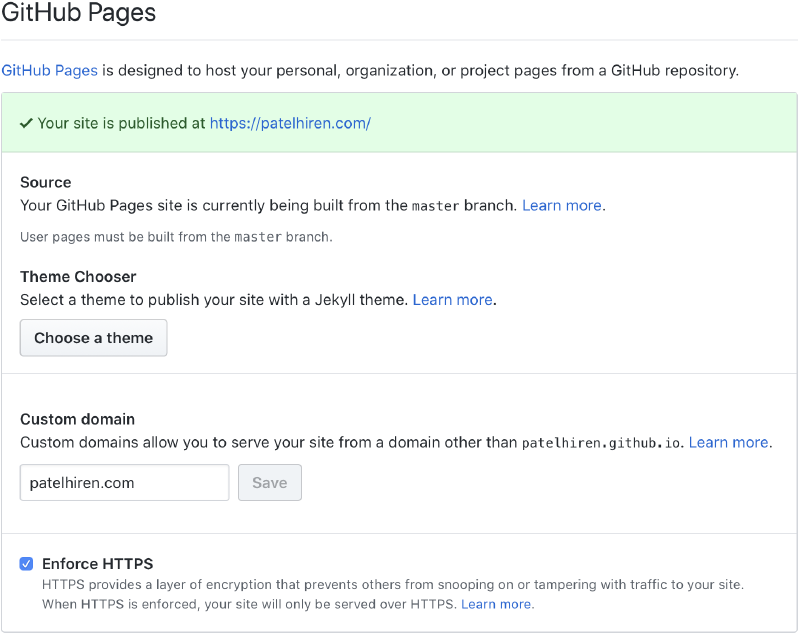 GitHub Pages
GitHub Pages is designed to host your personal, organization, or project pages from a GitHub repository.
✓ Your site is published at https://patelhiren.com/
Source
Your GitHub Pages site is currently being built from the master branch. Learn more.
User pages must be built from the master branch.
Theme Chooser
Select a theme to publish your site with a Jekyll theme. Learn more.
Choose a theme
Custom domain
Custom domains allow you to serve your site from a domain other than patelhiren.github.io. Learn more.
patelhiren.com Save
Enforce HTTPS
HTTPS provides a layer of encryption that prevents others from snooping on or tampering with traffic to your site.
When HTTPS is enforced, your site will only be served over HTTPS. Learn more.